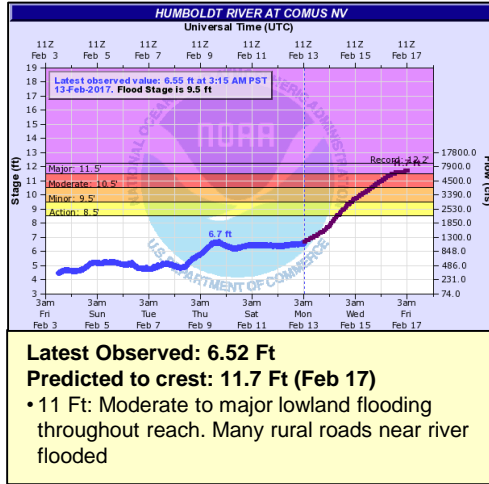 HUMBOLDT RIVER AT COMUS NV
Universal Time (UTC)
11Z 11Z 11Z 11Z 11Z 11Z 11Z 11Z
Feb 3 Feb 5 Feb 7 Feb 9 Feb 11 Feb 13 Feb 15 Feb 17
Latest observed value: 6.55 ft at 3:15 AM PST
13-Feb-2017. Flood Stage is 9.5 ft
NOAA
Record: 12.2'
11.7 ft
Major: 11.5'
Moderate: 10.5'
Minor: 9.5'
Action: 8.5'
6.7 ft
U.S. DEPARTMENT OF COMMERCE
Stage (ft)
19
18
17
16
15
14
13
12
11
10
9
8
7
6
5
4
3
17800.0
7900.0
4500.0
3390.0
2530.0
1850.0
1300.0
848.0
486.0
231.0
74.0
Flow (cfs)
3am 3am 3am 3am 3am 3am 3am 3am
Fri Sun Tue Thu Sat Mon Wed Fri
Feb 3 Feb 5 Feb 7 Feb 9 Feb 11 Feb 13 Feb 15 Feb 17
Latest Observed: 6.52 Ft
Predicted to crest: 11.7 Ft (Feb 17)
• 11 Ft: Moderate to major lowland flooding
throughout reach. Many rural roads near river
flooded